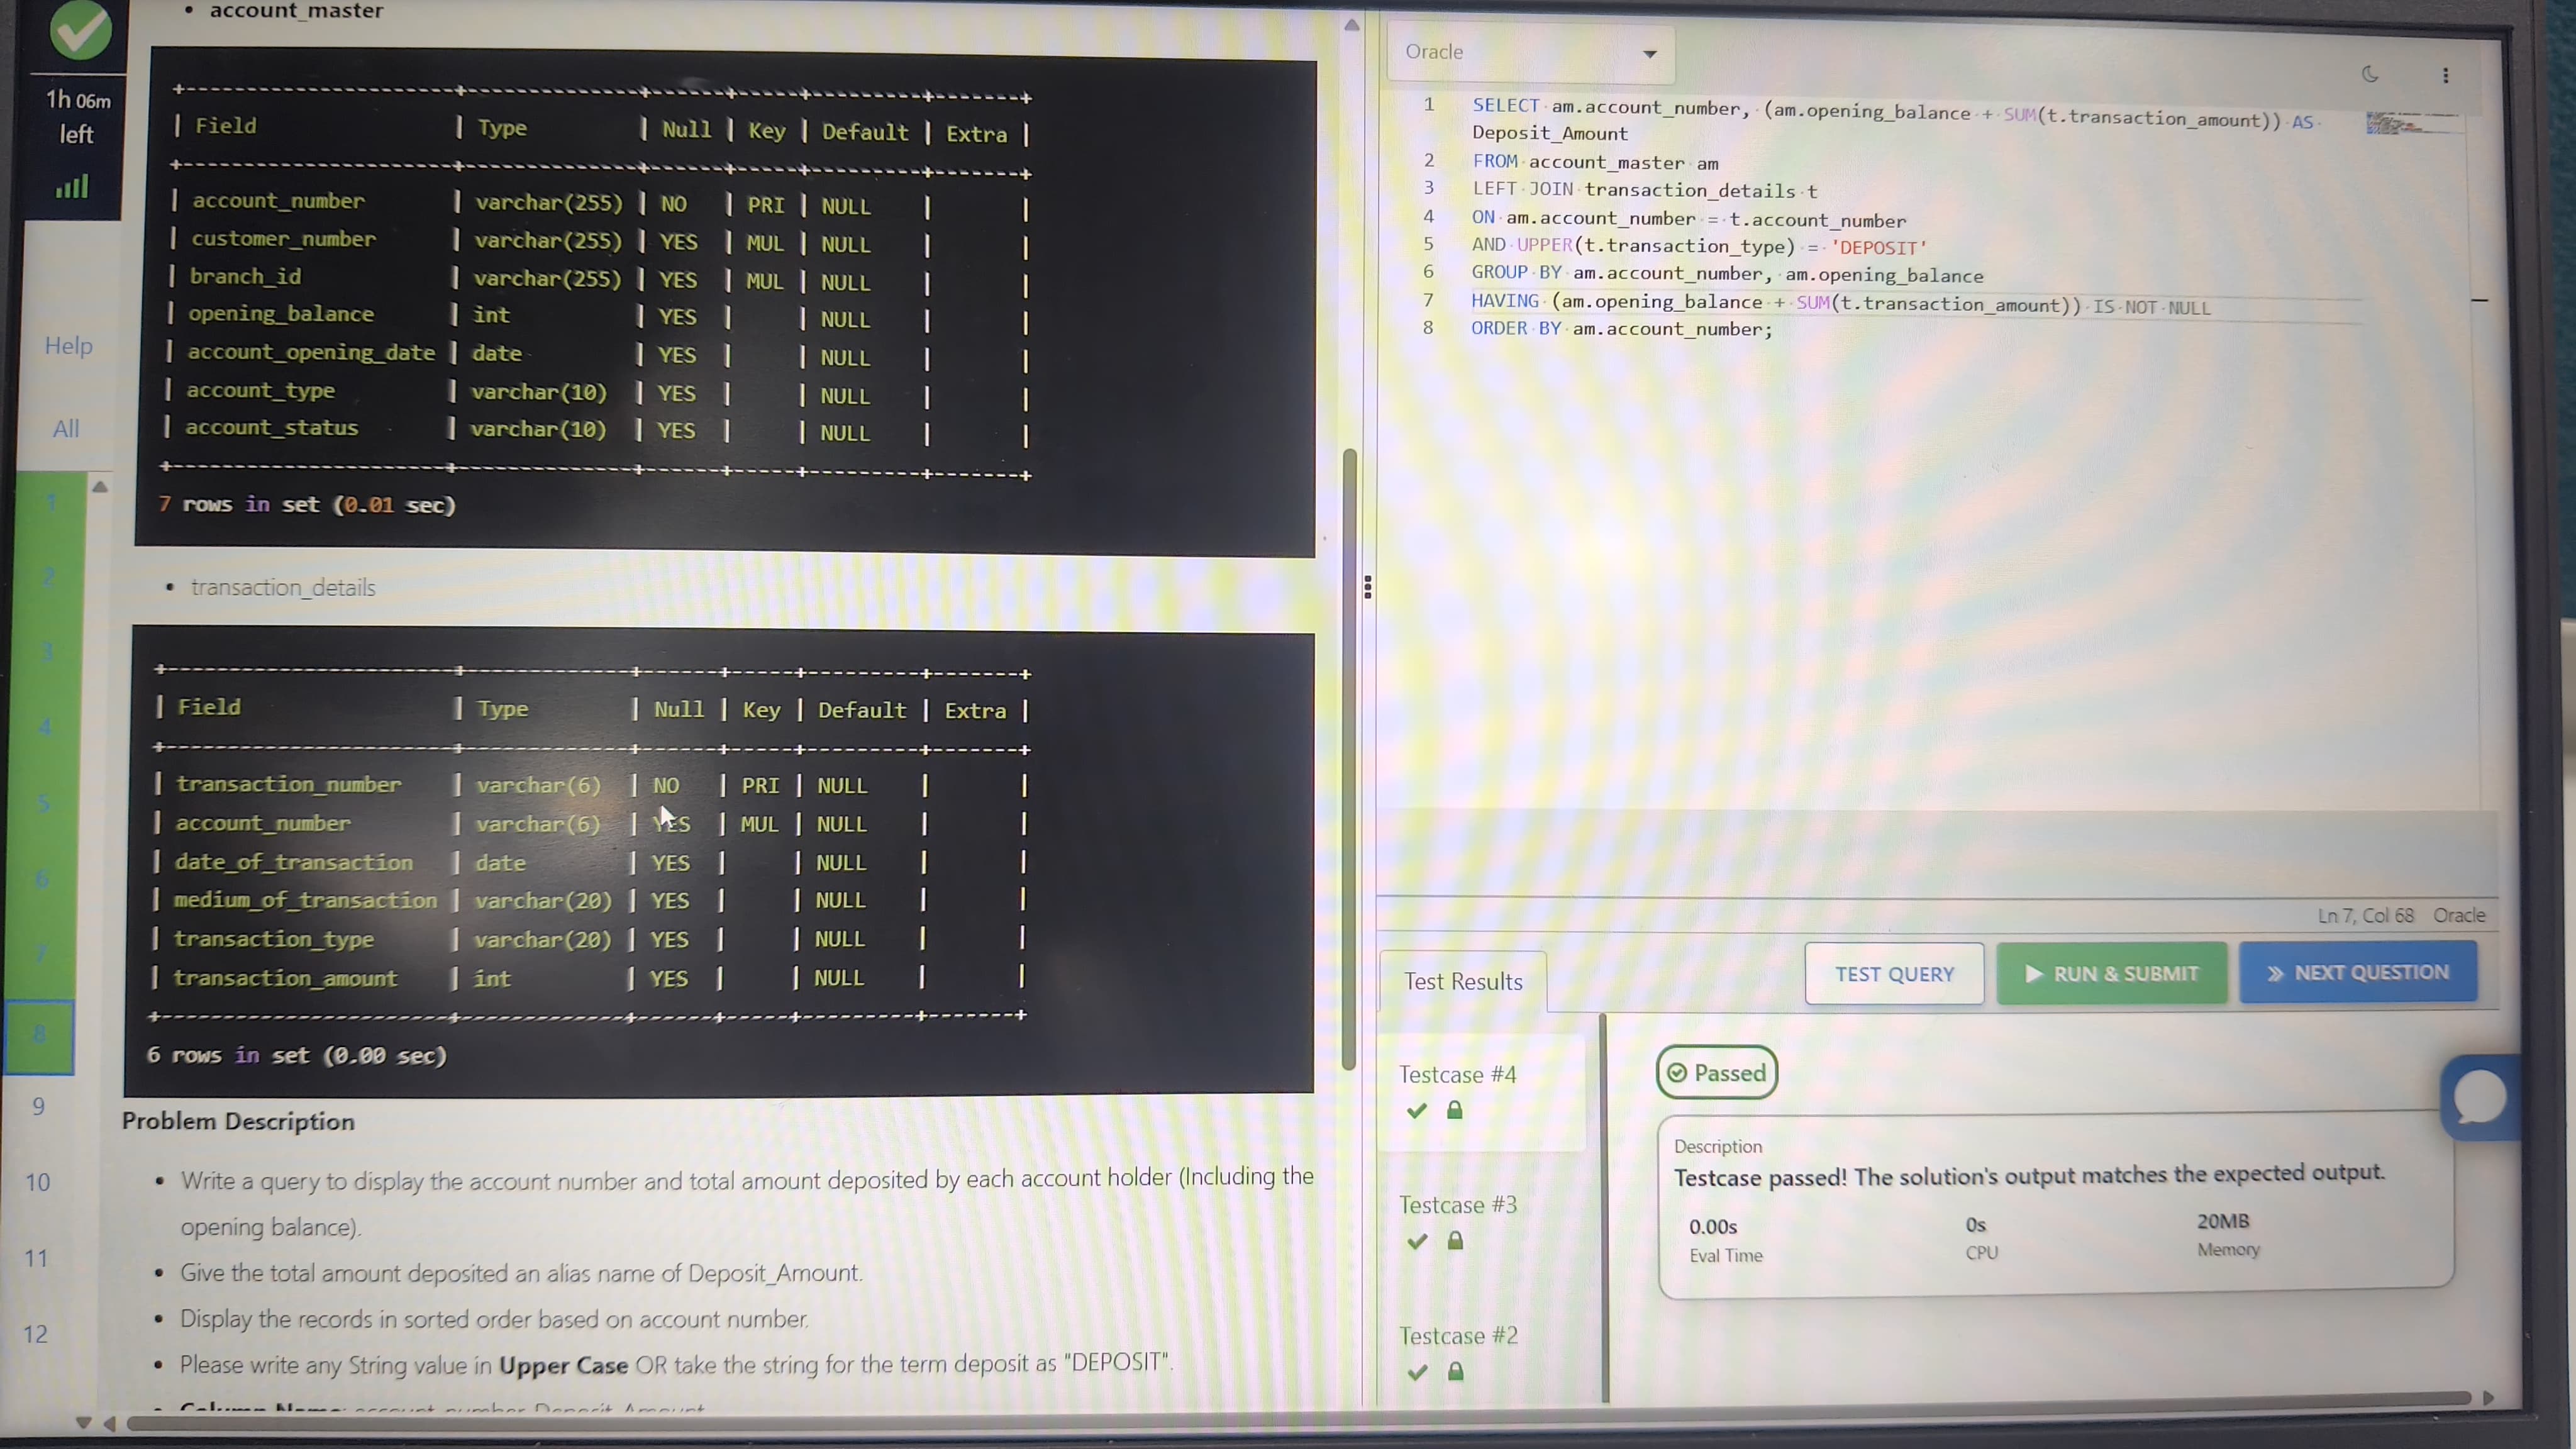 • account_master
1h 06m
left
Help
All
1
2
3
4
5
6
7
8
9
10
11
12
| Field | Type | Null | Key | Default | Extra |
| account_number | varchar(255) | NO | PRI | NULL | |
| customer_number | varchar(255) | YES | MUL | NULL | |
| branch_id | varchar(255) | YES | MUL | NULL | |
| opening_balance | int | YES | | NULL | |
| account_opening_date | date | YES | | NULL | |
| account_type | varchar(10) | YES | | NULL | |
| account_status | varchar(10) | YES | | NULL | |
7 rows in set (0.01 sec)
• transaction_details
| Field | Type | Null | Key | Default | Extra |
| transaction_number | varchar(6) | NO | PRI | NULL | |
| account_number | varchar(6) | YES | MUL | NULL | |
| date_of_transaction | date | YES | | NULL | |
| medium_of_transaction | varchar(20) | YES | | NULL | |
| transaction_type | varchar(20) | YES | | NULL | |
| transaction_amount | int | YES | | NULL | |
6 rows in set (0.00 sec)
Problem Description
• Write a query to display the account number and total amount deposited by each account holder (Including the
opening balance).
• Give the total amount deposited an alias name of Deposit_Amount.
• Display the records in sorted order based on account number.
• Please write any String value in Upper Case OR take the string for the term deposit as "DEPOSIT".
• Column Name: account_number, Deposit_Amount
Oracle
1 SELECT am.account_number, (am.opening_balance + SUM(t.transaction_amount)) AS
Deposit_Amount
2 FROM account_master am
3 LEFT JOIN transaction_details t
4 ON am.account_number = t.account_number
5 AND UPPER(t.transaction_type) = 'DEPOSIT'
6 GROUP BY am.account_number, am.opening_balance
7 HAVING (am.opening_balance + SUM(t.transaction_amount)) IS NOT NULL
8 ORDER BY am.account_number;
Ln 7, Col 68 Oracle
Test Results
TEST QUERY
RUN & SUBMIT
NEXT QUESTION
Testcase #4
Testcase #3
Testcase #2
Passed
Description
Testcase passed! The solution's output matches the expected output.
0.00s 0s 20MB
Eval Time CPU Memory